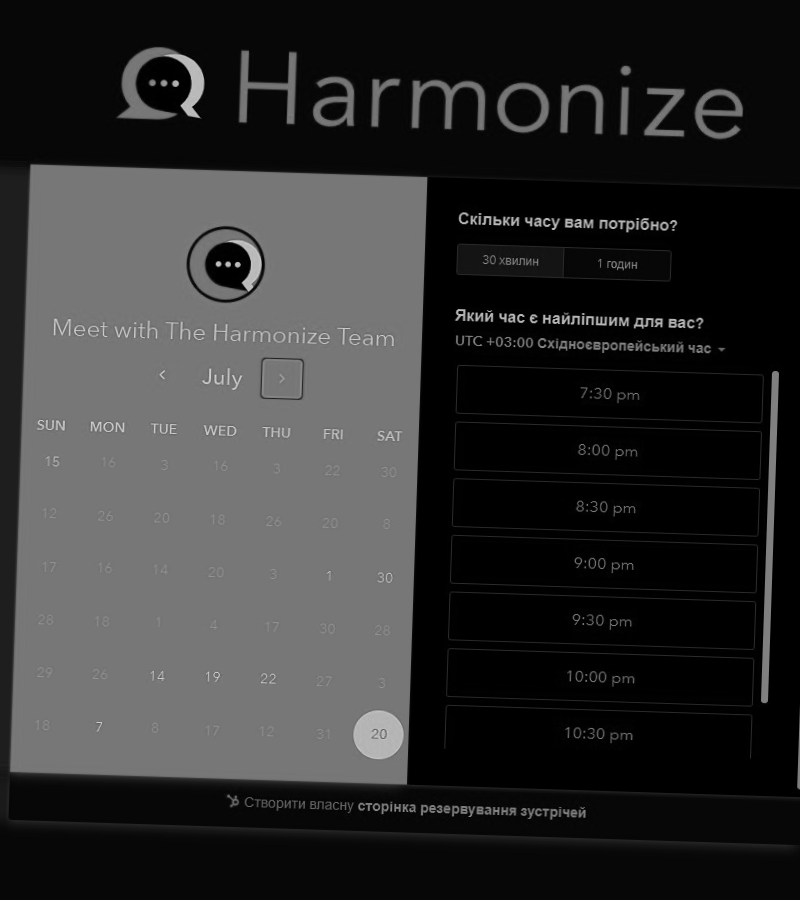 Harmonize
Meet with The Harmonize Team
July
SUN MON TUE WED THU FRI SAT
15 16 3 16 3 22 30
12 26 20 18 26 20 8
17 16 14 20 3 1 30
28 18 1 4 17 30 28
29 26 14 19 22 27 3
18 7 8 17 12 31 20
Скільки часу вам потрібно?
30 хвилин 1 годин
Який час є найліпшим для вас?
UTC +03:00 Східноєвропейський час
7:30 pm
8:00 pm
8:30 pm
9:00 pm
9:30 pm
10:00 pm
10:30 pm
Створити власну сторінка резервування зустрічей